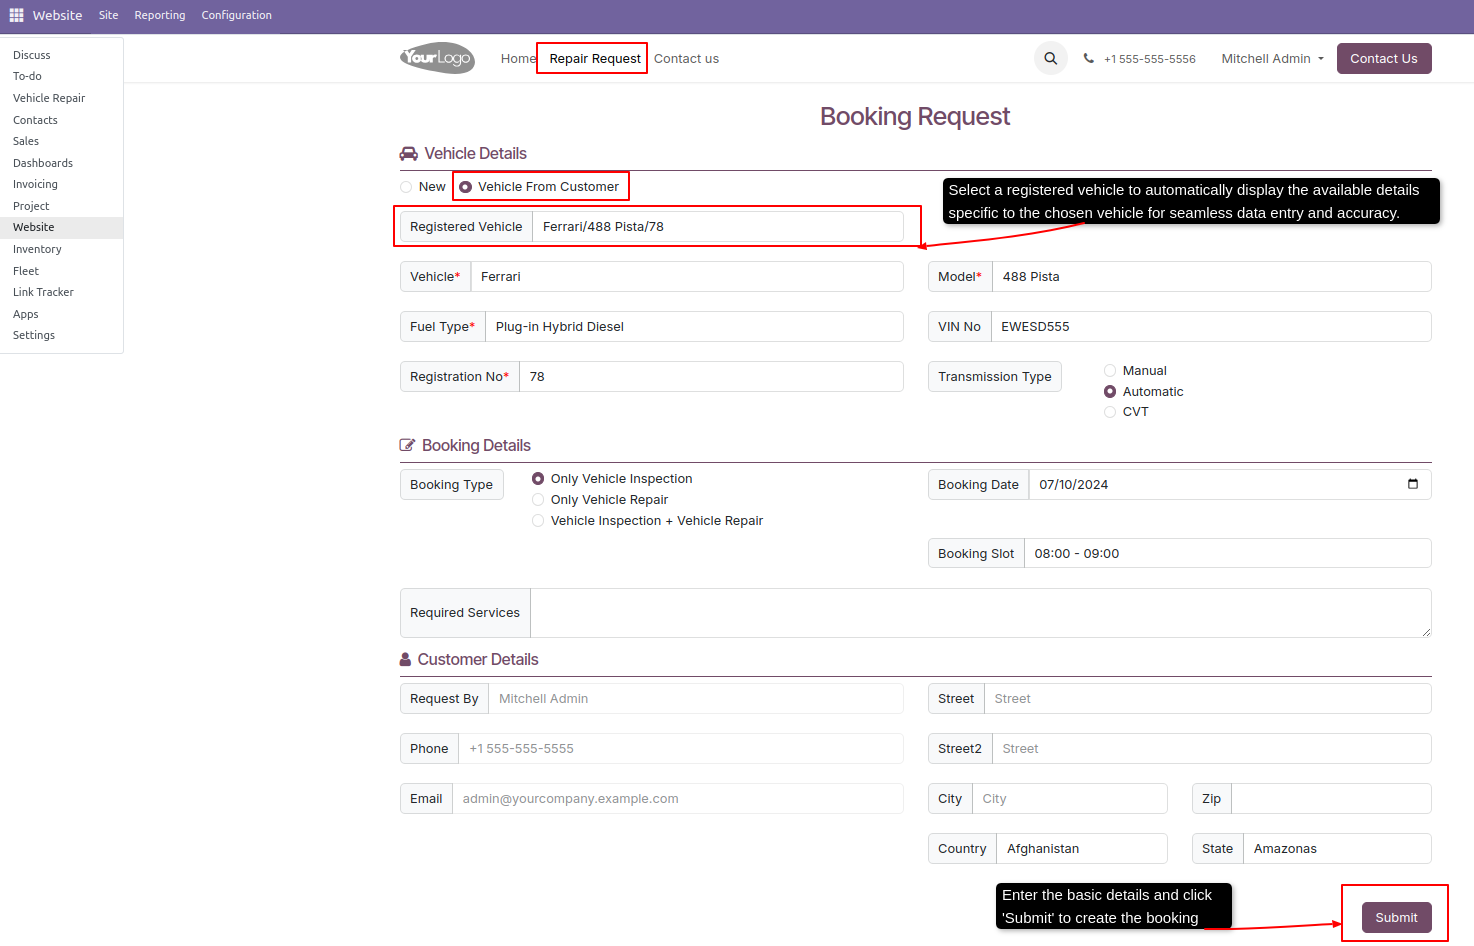 Website Site Reporting Configuration
Discuss
To-do
Vehicle Repair
Contacts
Sales
Dashboards
Invoicing
Project
Website
Inventory
Fleet
Link Tracker
Apps
Settings
YourLogo Home Repair Request Contact us +1 555-555-5556 Mitchell Admin Contact Us
Booking Request
Vehicle Details
New Vehicle From Customer
Select a registered vehicle to automatically display the available details
specific to the chosen vehicle for seamless data entry and accuracy.
Registered Vehicle Ferrari/488 Pista/78
Vehicle* Ferrari Model* 488 Pista
Fuel Type* Plug-in Hybrid Diesel VIN No EWESD555
Registration No* 78 Transmission Type
Manual
Automatic
CVT
Booking Details
Booking Type
Only Vehicle Inspection
Only Vehicle Repair
Vehicle Inspection + Vehicle Repair
Booking Date 07/10/2024
Booking Slot 08:00 - 09:00
Required Services
Customer Details
Request By Mitchell Admin Street Street
Phone +1 555-555-5555 Street2 Street
Email admin@yourcompany.example.com City City Zip
Country Afghanistan State Amazonas
Enter the basic details and click
'Submit' to create the booking
Submit